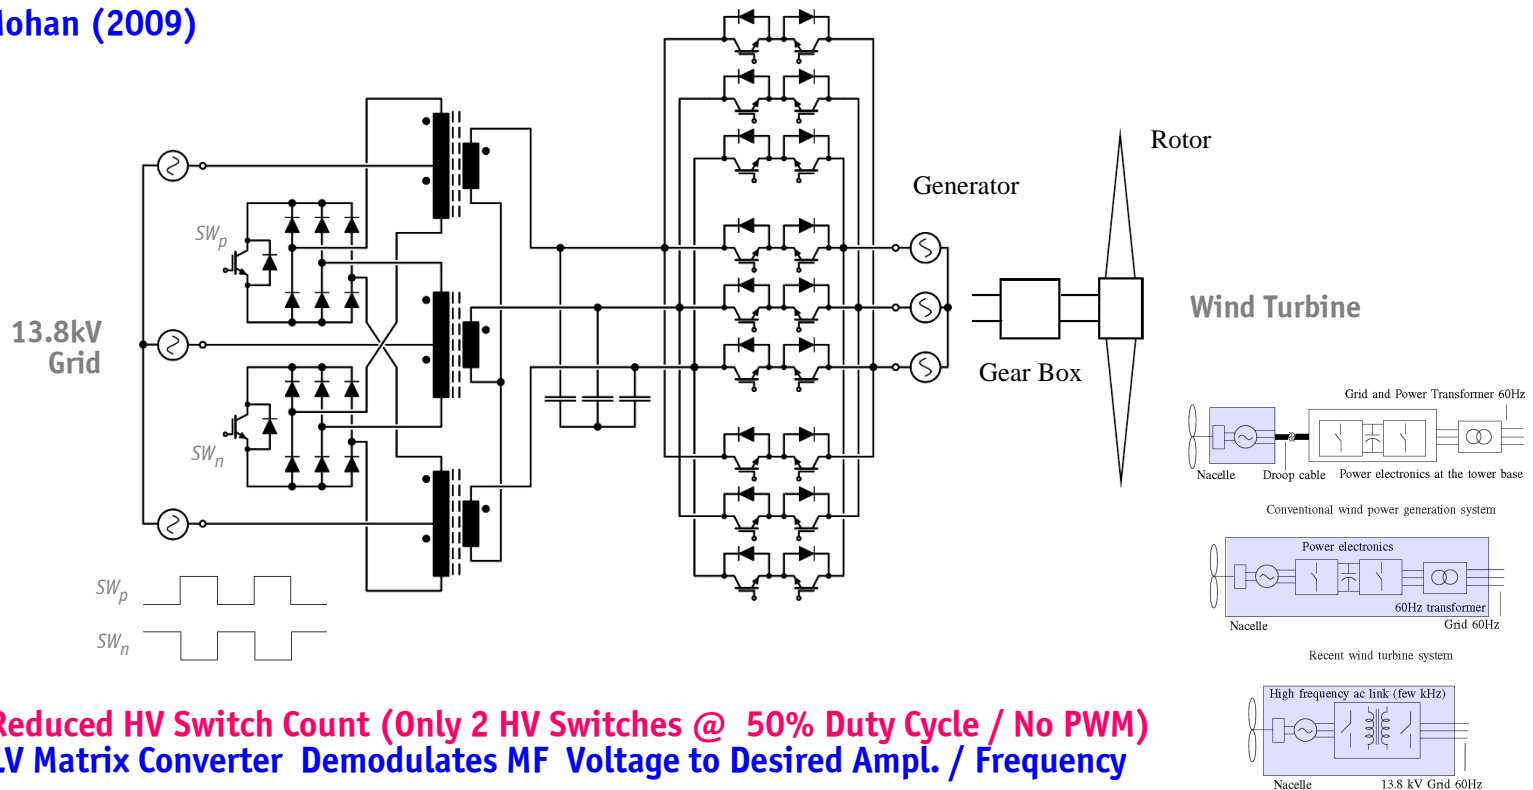 Mohan (2009)
Rotor
Generator
SWp
Wind Turbine
13.8kV
Grid
Gear Box
Grid and Power Transformer 60Hz
SWn
Nacelle
Droop cable
Power electronics at the tower base
Conventional wind power generation system
Power electronics
SWp
60Hz transformer
Nacelle
Grid 60Hz
SWn
Recent wind turbine system
High frequency ac link (few kHz)
Reduced HV Switch Count (Only 2 HV Switches @ 50% Duty Cycle / No PWM)
LV Matrix Converter Demodulates MF Voltage to Desired Ampl. / Frequency
Nacelle
13.8 kV Grid 60Hz